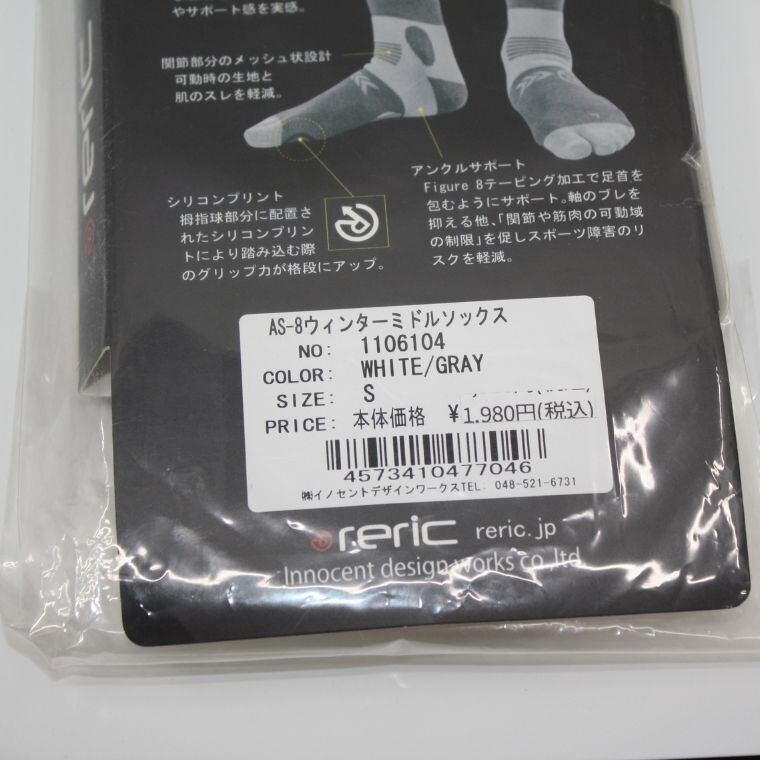 やサポート感を実感。
関節部分のメッシュ状設計
可動時の生地と
肌のスレを軽減。
シリコンプリント
拇指球部分に配置さ
れたシリコンプリン
トにより踏み込む際
のグリップ力が格段にアップ。
アンクルサポート
Figure 8テーピング加工で足首を
包むようにサポート。軸のブレを
抑える他、「関節や筋肉の可動域
の制限」を促しスポーツ障害のリ
スクを軽減。
reric
AS-8ウィンターミドルソックス
NO: 1106104
COLOR: WHITE/GRAY
SIZE: S
PRICE: 本体価格 ¥1,980円(税込)
4573410477046
㈱イノセントデザインワークスTEL: 048-521-6731
reric reric.jp
Innocent design works co.,ltd.